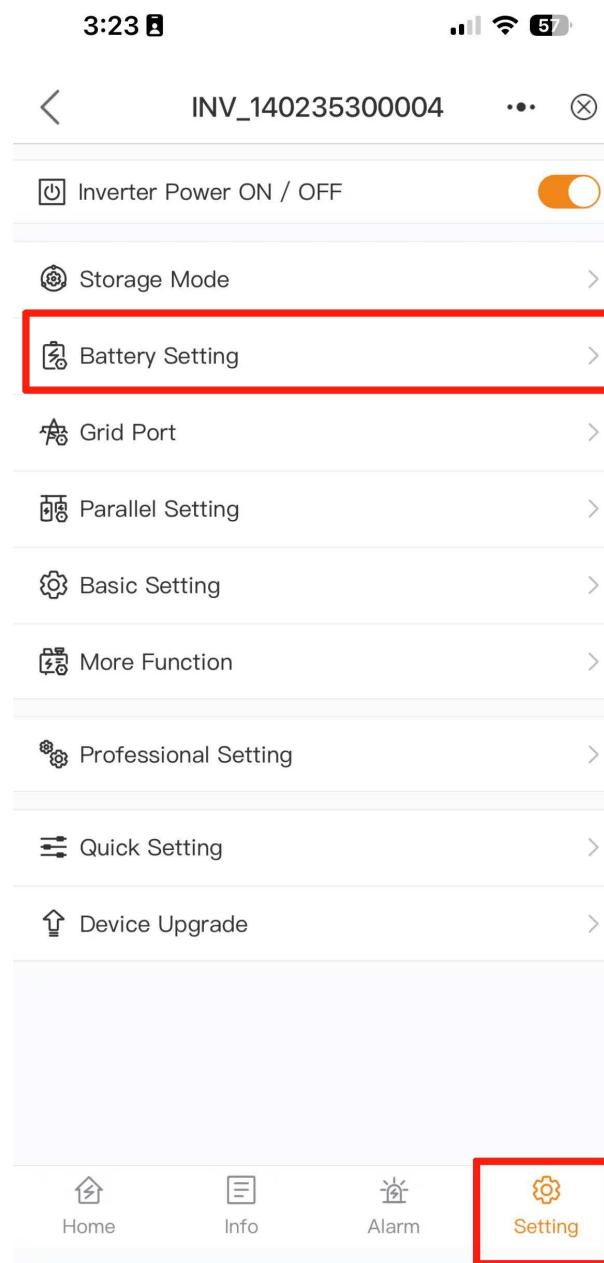 3:23
57
INV_140235300004
Inverter Power ON / OFF
Storage Mode
Battery Setting
Grid Port
Parallel Setting
Basic Setting
More Function
Professional Setting
Quick Setting
Device Upgrade
Home
Info
Alarm
Setting